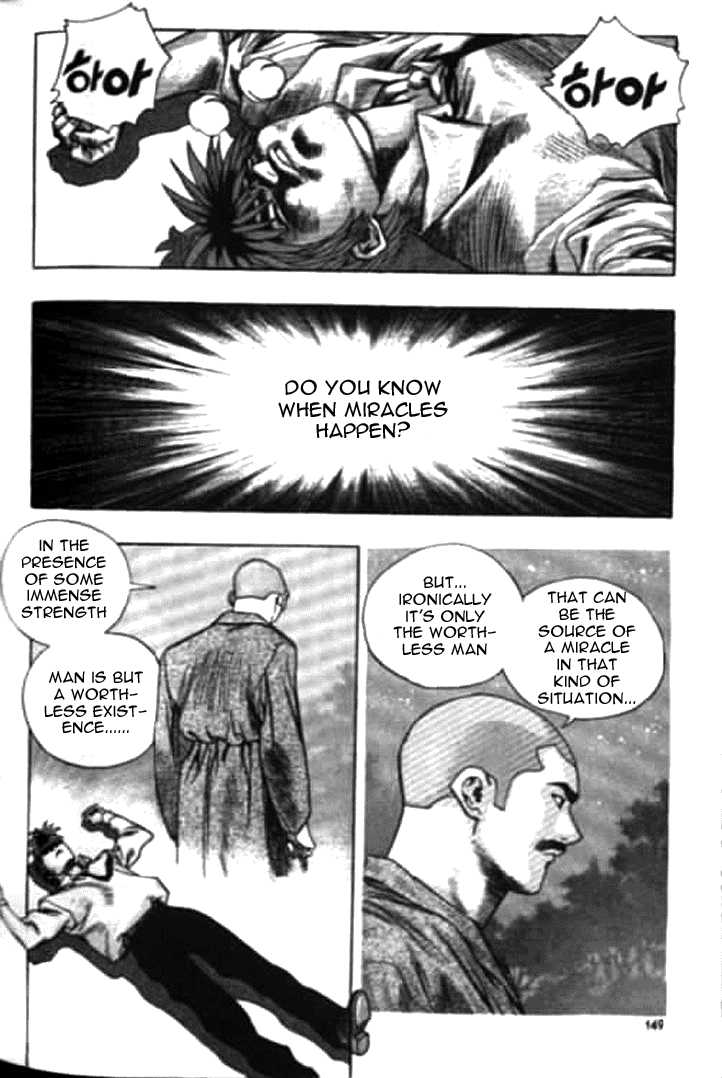 하아
하아
DO YOU KNOW
WHEN MIRACLES
HAPPEN?
IN THE
PRESENCE
OF SOME
IMMENSE
STRENGTH
MAN IS BUT
A WORTH-
LESS EXIST-
ENCE......
BUT...
IRONICALLY
IT'S ONLY
THE WORTH-
LESS MAN
THAT CAN
BE THE
SOURCE OF
A MIRACLE
IN THAT
KIND OF
SITUATION...
149